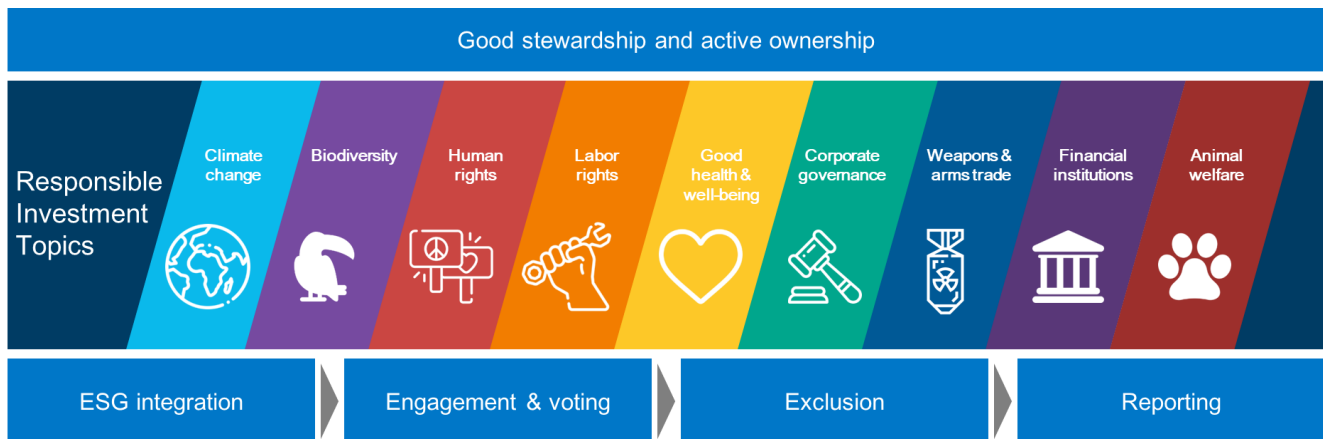 Good stewardship and active ownership
Responsible
Investment
Topics
Climate
change
Biodiversity
Human
rights
Labor
rights
Good
health &
well-being
Corporate
governance
Weapons &
arms trade
Financial
institutions
Animal
welfare
ESG integration
Engagement & voting
Exclusion
Reporting